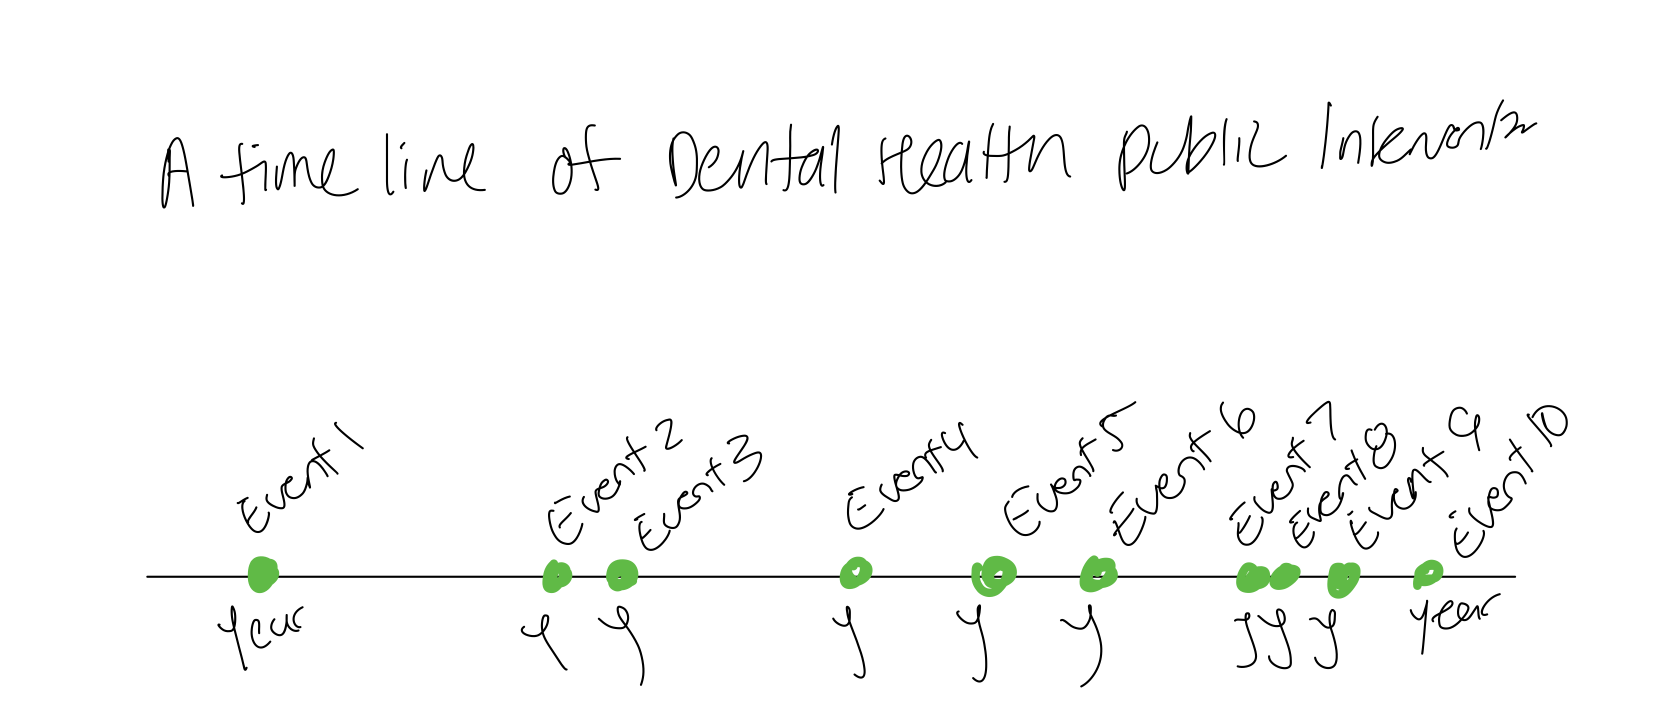 A time line of Dental Health public
Event 1 Event 2 Event 3 Event 4 Event 5 Event 6 Event 7 Event 8 Event 9 Event 10
Year y y y y y y y y year